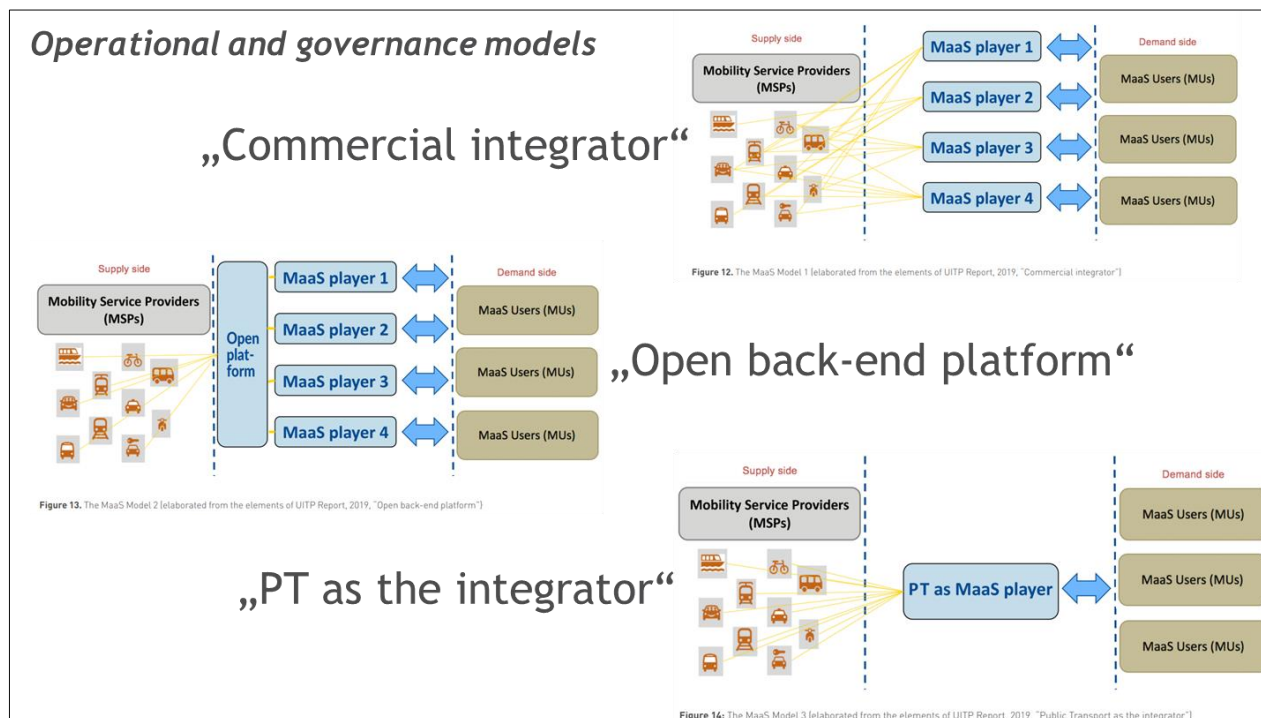 Operational and governance models
Supply side
Mobility Service Providers
(MSPs)
MaaS player 1
MaaS player 2
MaaS player 3
MaaS player 4
Demand side
MaaS Users (MUs)
MaaS Users (MUs)
MaaS Users (MUs)
Figure 12. The MaaS Model 1 (elaborated from the elements of UITP Report, 2019, "Commercial integrator")
„Commercial integrator“
Supply side
Mobility Service Providers
(MSPs)
Open
plat-
form
MaaS player 1
MaaS player 2
MaaS player 3
MaaS player 4
Demand side
MaaS Users (MUs)
MaaS Users (MUs)
MaaS Users (MUs)
Figure 13. The MaaS Model 2 (elaborated from the elements of UITP Report, 2019, "Open back-end platform")
„Open back-end platform“
„PT as the integrator“
Supply side
Mobility Service Providers
(MSPs)
PT as MaaS player
Demand side
MaaS Users (MUs)
MaaS Users (MUs)
MaaS Users (MUs)
Figure 14: The MaaS Model 3 (elaborated from the elements of UITP Report, 2019, "Public Transport as the integrator")